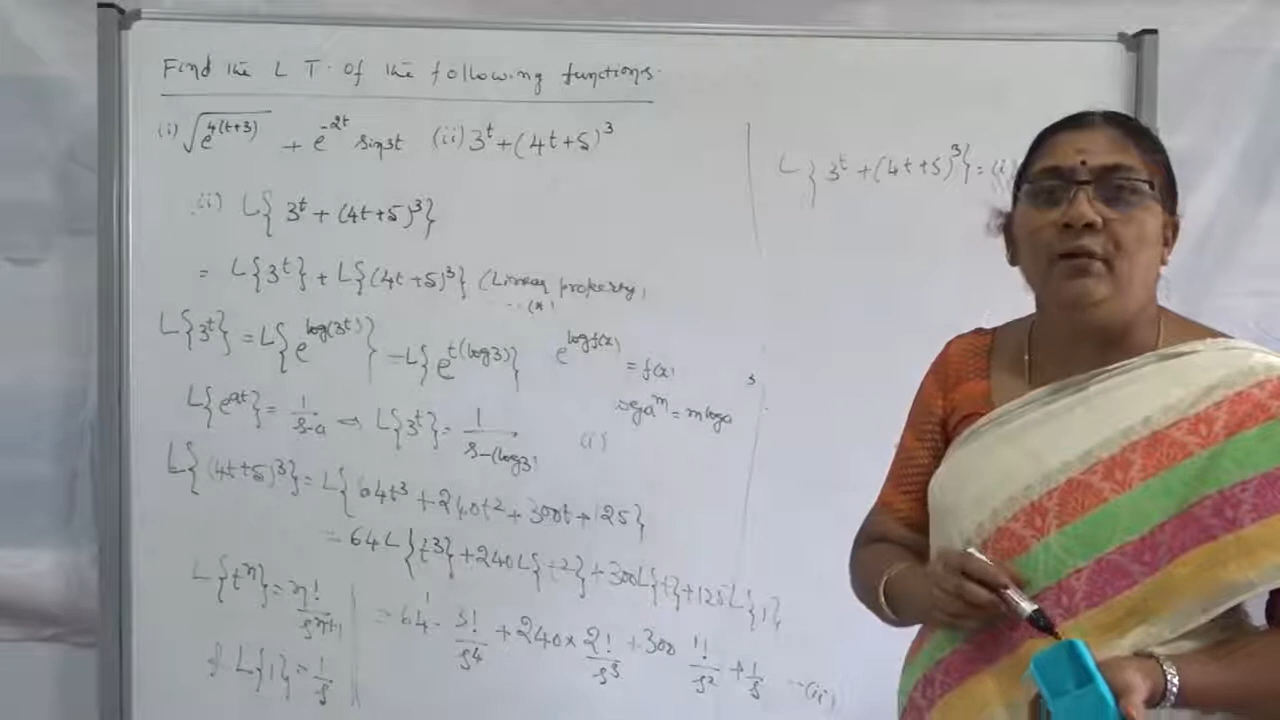 Find the L T. of the following functions.
(i) √e^{4(t+3)} + e^{-2t} sin3t (ii) 3^t + (4t+5)^3
ii) L{3^t + (4t+5)^3}
= L{3^t} + L{(4t+5)^3} (Linear property)
--(*)
L{3^t} = L{e^{log(3^t)}} = L{e^{t(log3)}} e^{logf(x)} = f(x)
L{e^{at}} = 1/(s-a) ⇒ L{3^t} = 1/(s-(log3)) (i) log a^m = m log a
L{(4t+5)^3} = L{64t^3 + 240t^2 + 300t + 125}
= 64L{t^3} + 240L{t^2} + 300L{t} + 125L{1}
L{t^n} = n!/s^{n+1} = 64 · 3!/s^4 + 240 × 2!/s^3 + 300 1!/s^2 + 1/s --(ii)
& L{1} = 1/s
L{3^t + (4t+5)^3} = (i)